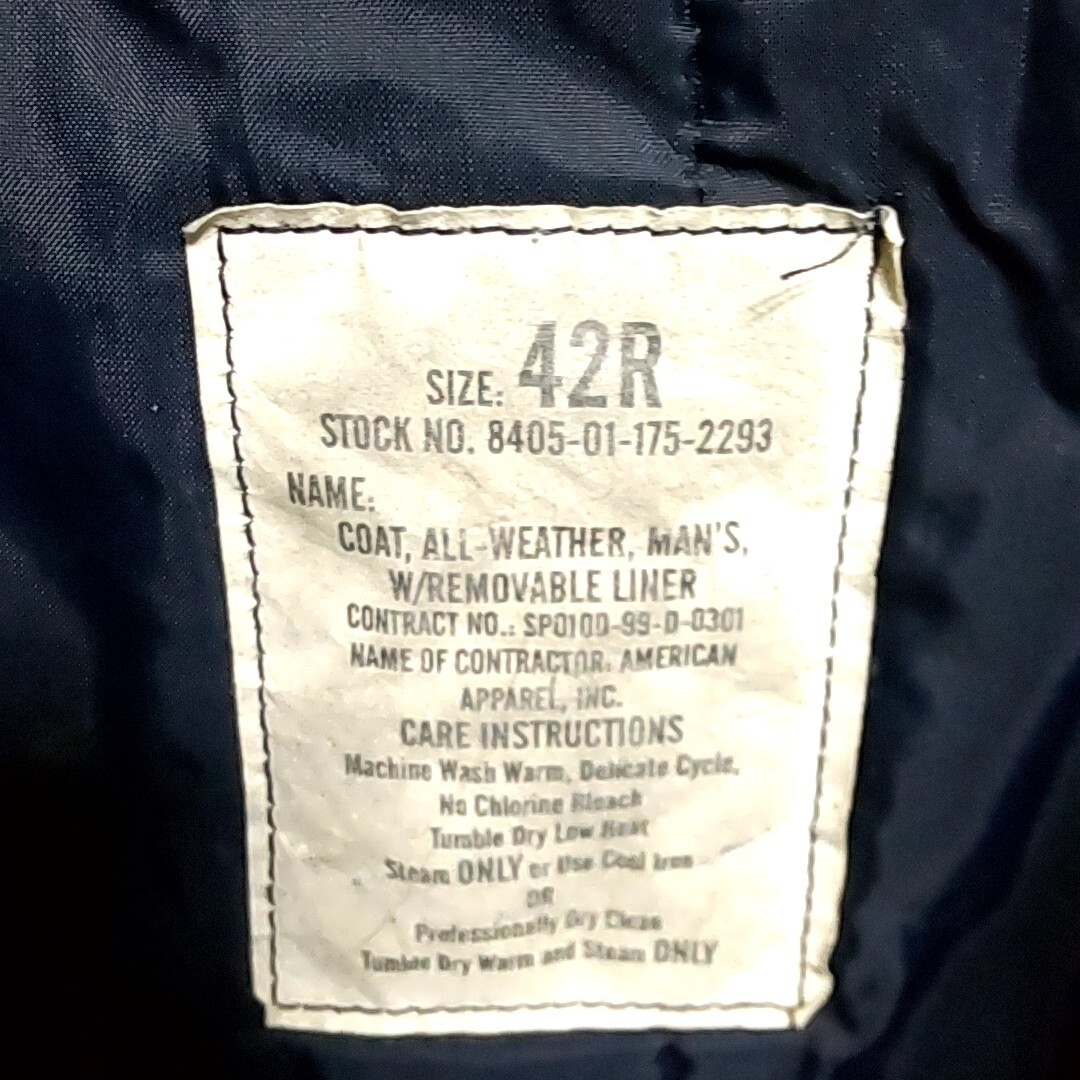 SIZE: 42R
STOCK NO. 8405-01-175-2293
NAME:
COAT, ALL-WEATHER, MAN'S,
W/REMOVABLE LINER
CONTRACT NO.: SP0100-99-D-0301
NAME OF CONTRACTOR: AMERICAN
APPAREL, INC.
CARE INSTRUCTIONS
Machine Wash Warm, Delicate Cycle,
No Chlorine Bleach
Tumble Dry Low Heat
Steam ONLY or Use Cool Iron
OR
Professionally Dry Clean
Tumble Dry Warm and Steam ONLY